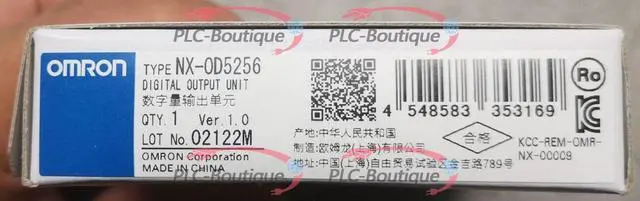 PLC-Boutique PLC-Boutique
OMRON
TYPE NX-OD5256
DIGITAL OUTPUT UNIT
数字量输出单元
QTY. 1 Ver. 1.0
LOT No. 02122M
OMRON Corporation
MADE IN CHINA
4 548583 353169
Ro
产地:中华人民共和国
制造:欧姆龙(上海)有限公司
地址:中国(上海)自由贸易试验区金吉路789号
合格
KCC-REM-OMR-
NX-00009
PLC-Boutique PLC-Boutique